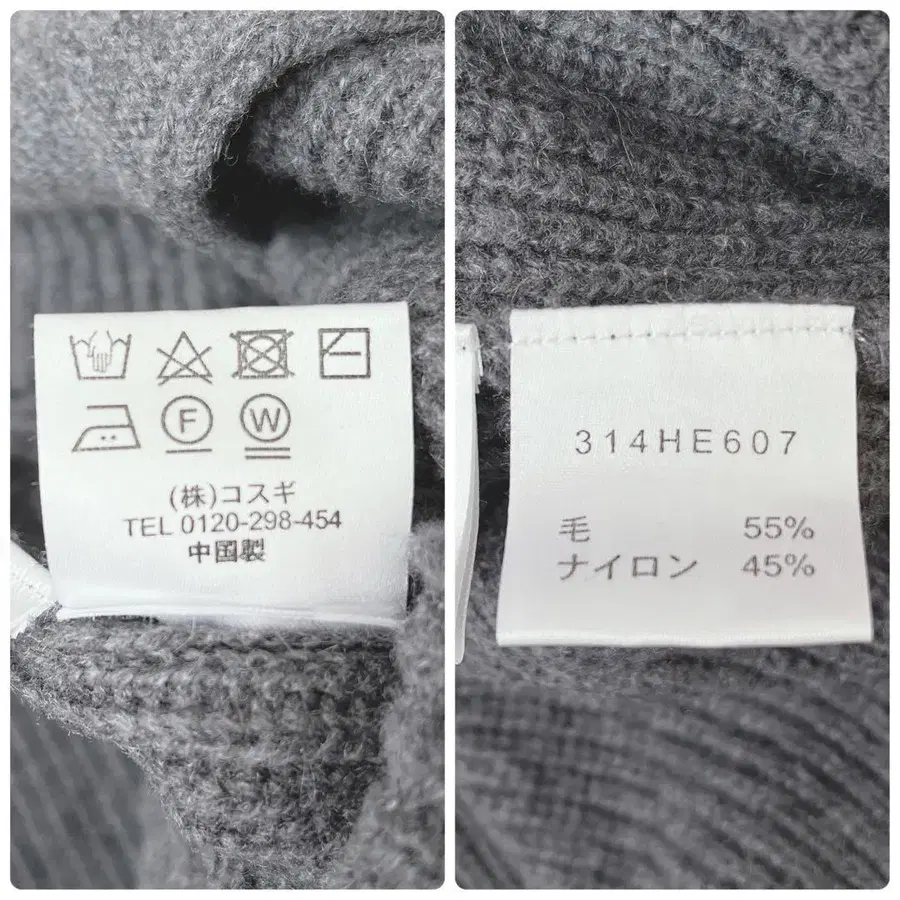 F W
(株)コスギ
TEL 0120-298-454
中国製
314HE607
毛 55%
ナイロン 45%